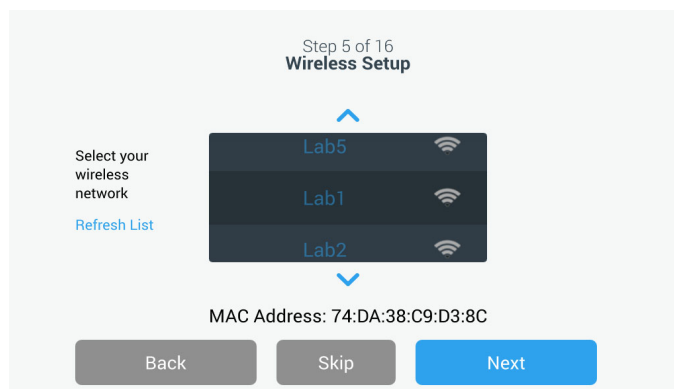 Step 5 of 16
Wireless Setup
Select your
wireless
network
Refresh List
Lab5
Lab1
Lab2
MAC Address: 74:DA:38:C9:D3:8C
Back
Skip
Next